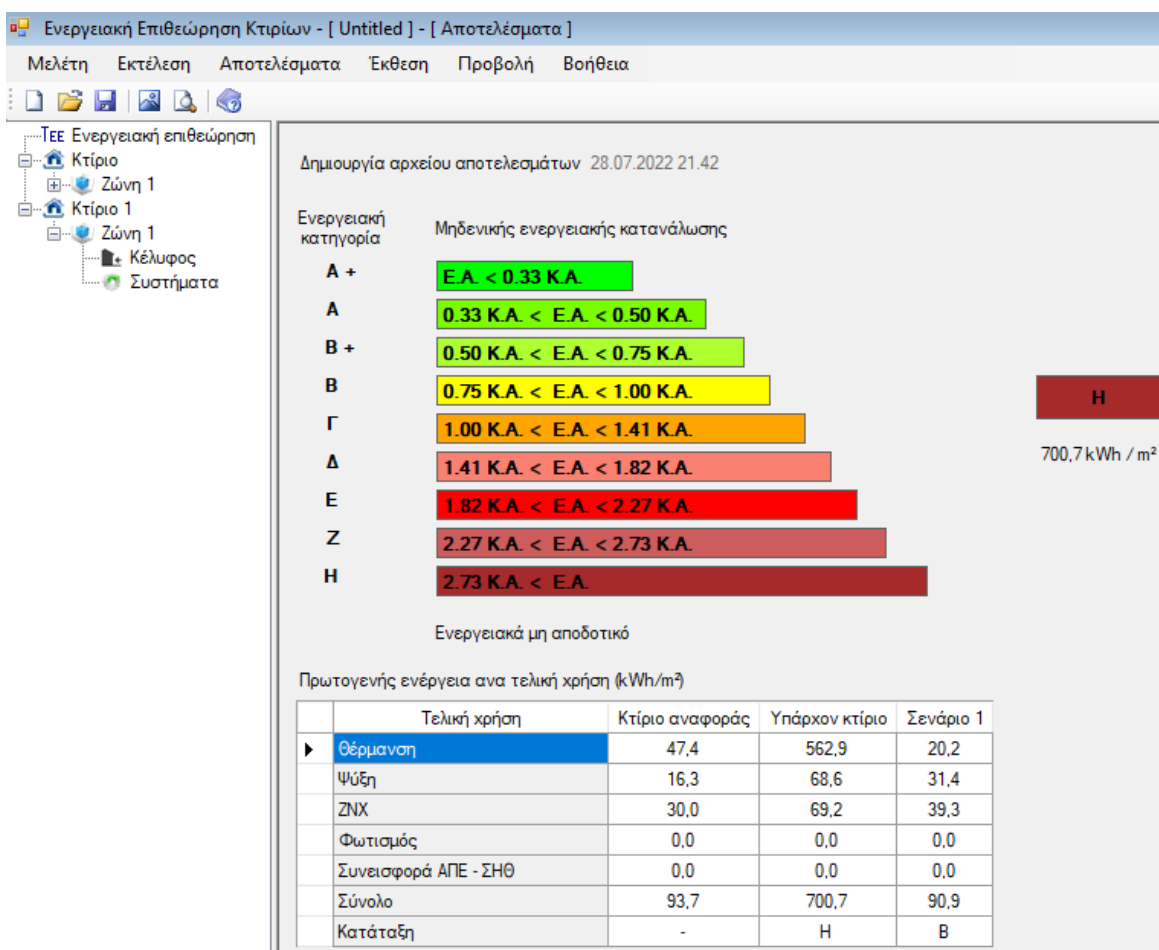 Ενεργειακή Επιθεώρηση Κτιρίων - [ Untitled ] - [ Αποτελέσματα ]
Μελέτη Εκτέλεση Αποτελέσματα Έκθεση Προβολή Βοήθεια
ΤΕΕ Ενεργειακή επιθεώρηση
Κτίριο
Ζώνη 1
Κτίριο 1
Ζώνη 1
Κέλυφος
Συστήματα
Δημιουργία αρχείου αποτελεσμάτων 28.07.2022 21.42
Ενεργειακή κατηγορία
Μηδενικής ενεργειακής κατανάλωσης
Α + Ε.Α. < 0.33 Κ.Α.
Α 0.33 Κ.Α. < Ε.Α. < 0.50 Κ.Α.
Β + 0.50 Κ.Α. < Ε.Α. < 0.75 Κ.Α.
Β 0.75 Κ.Α. < Ε.Α. < 1.00 Κ.Α.
Γ 1.00 Κ.Α. < Ε.Α. < 1.41 Κ.Α.
Δ 1.41 Κ.Α. < Ε.Α. < 1.82 Κ.Α.
Ε 1.82 Κ.Α. < Ε.Α. < 2.27 Κ.Α.
Ζ 2.27 Κ.Α. < Ε.Α. < 2.73 Κ.Α.
Η 2.73 Κ.Α. < Ε.Α.
Η
700,7 kWh / m²
Ενεργειακά μη αποδοτικό
Πρωτογενής ενέργεια ανα τελική χρήση (kWh/m²)
Τελική χρήση Κτίριο αναφοράς Υπάρχον κτίριο Σενάριο 1
Θέρμανση 47,4 562,9 20,2
Ψύξη 16,3 68,6 31,4
ΖΝΧ 30,0 69,2 39,3
Φωτισμός 0,0 0,0 0,0
Συνεισφορά ΑΠΕ - ΣΗΘ 0,0 0,0 0,0
Σύνολο 93,7 700,7 90,9
Κατάταξη - Η Β